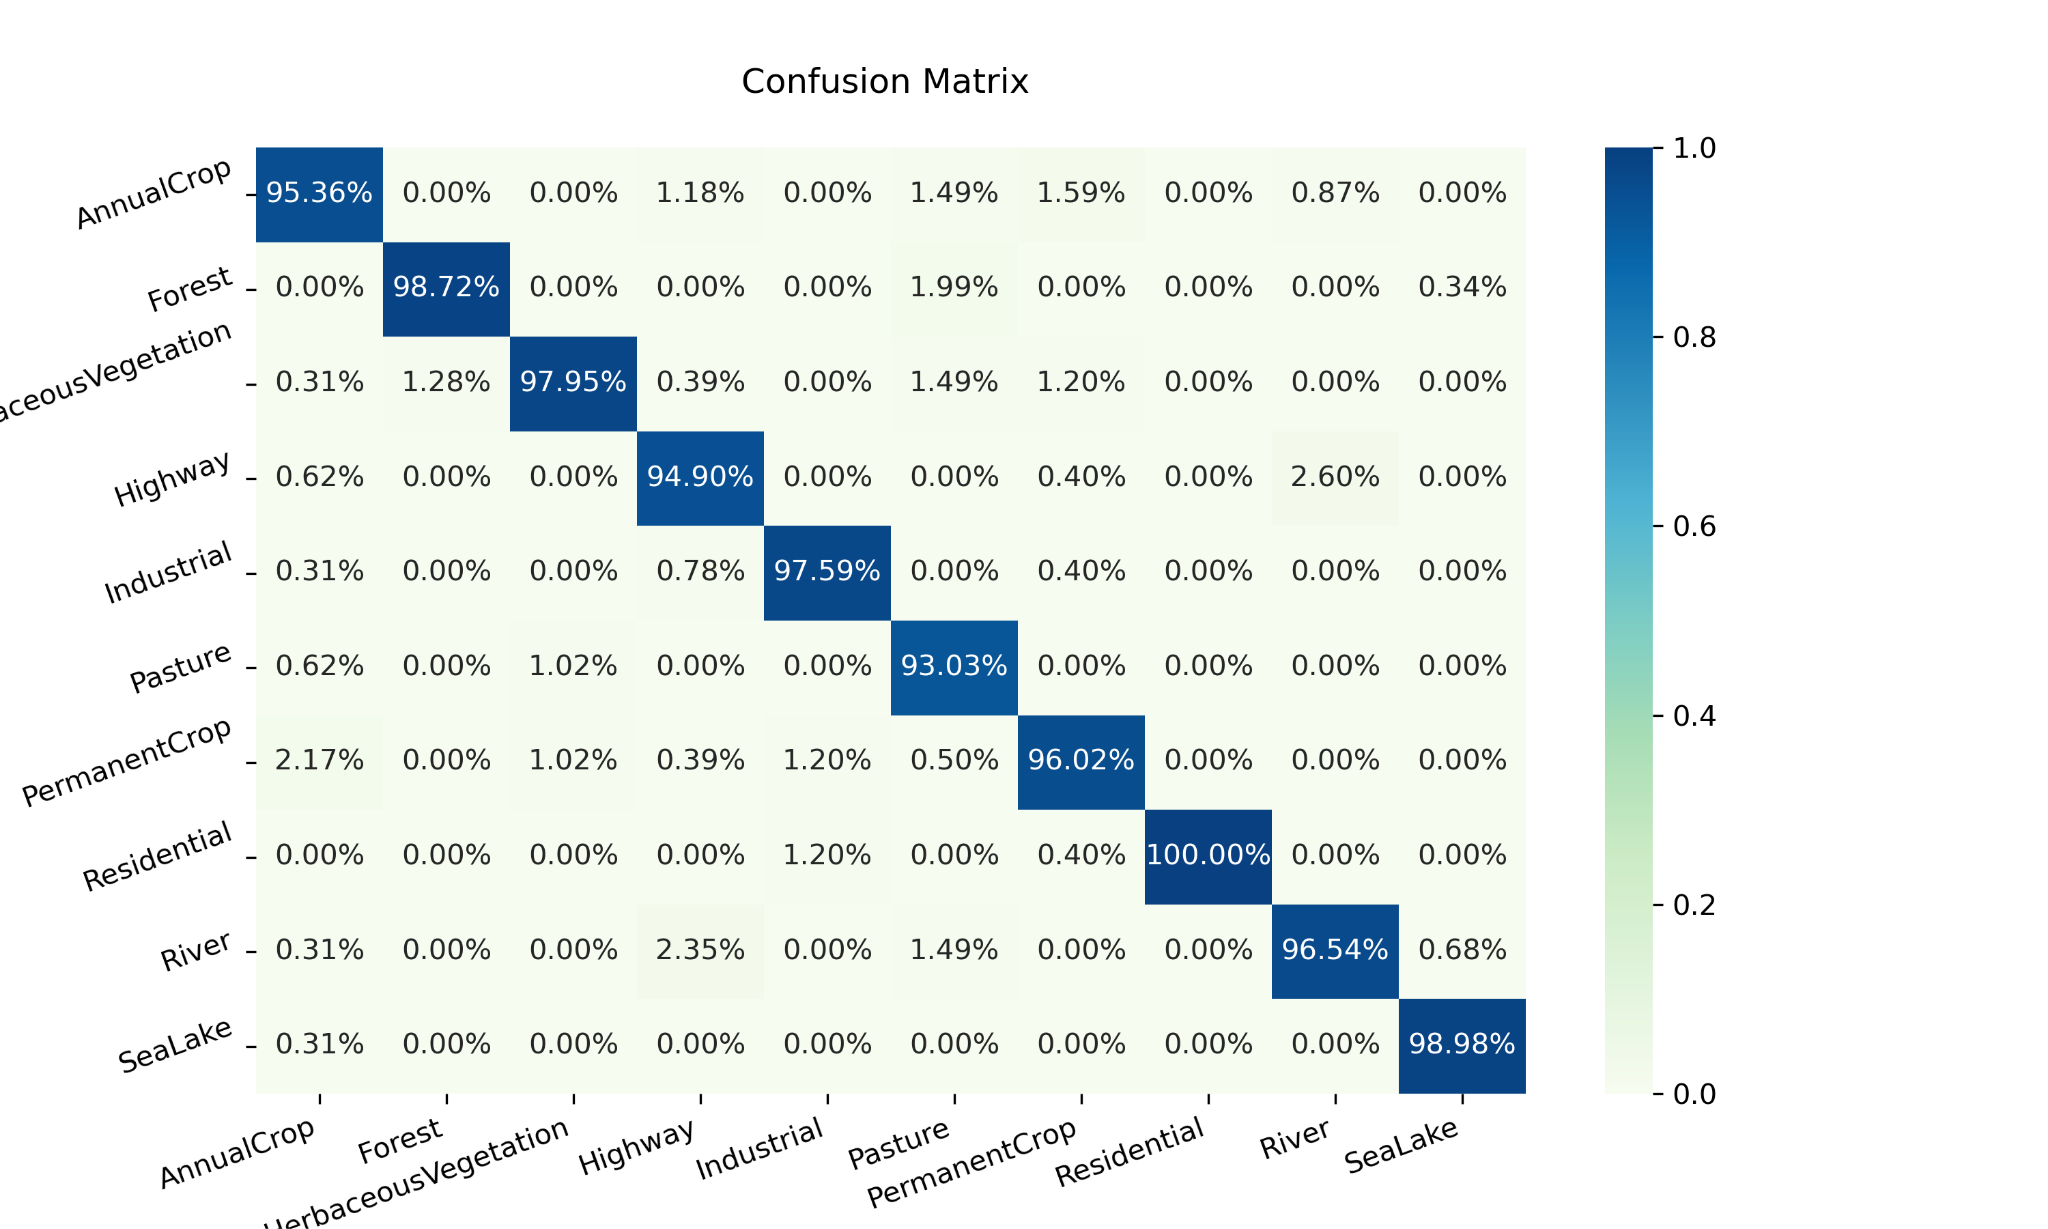 Confusion Matrix
AnnualCrop 95.36% 0.00% 0.00% 1.18% 0.00% 1.49% 1.59% 0.00% 0.87% 0.00%
Forest 0.00% 98.72% 0.00% 0.00% 0.00% 1.99% 0.00% 0.00% 0.00% 0.34%
aceousVegetation 0.31% 1.28% 97.95% 0.39% 0.00% 1.49% 1.20% 0.00% 0.00% 0.00%
Highway 0.62% 0.00% 0.00% 94.90% 0.00% 0.00% 0.40% 0.00% 2.60% 0.00%
Industrial 0.31% 0.00% 0.00% 0.78% 97.59% 0.00% 0.40% 0.00% 0.00% 0.00%
Pasture 0.62% 0.00% 1.02% 0.00% 0.00% 93.03% 0.00% 0.00% 0.00% 0.00%
PermanentCrop 2.17% 0.00% 1.02% 0.39% 1.20% 0.50% 96.02% 0.00% 0.00% 0.00%
Residential 0.00% 0.00% 0.00% 0.00% 1.20% 0.00% 0.40% 100.00% 0.00% 0.00%
River 0.31% 0.00% 0.00% 2.35% 0.00% 1.49% 0.00% 0.00% 96.54% 0.68%
SeaLake 0.31% 0.00% 0.00% 0.00% 0.00% 0.00% 0.00% 0.00% 0.00% 98.98%
AnnualCrop Forest HerbaceousVegetation Highway Industrial Pasture PermanentCrop Residential River SeaLake
1.0
0.8
0.6
0.4
0.2
0.0